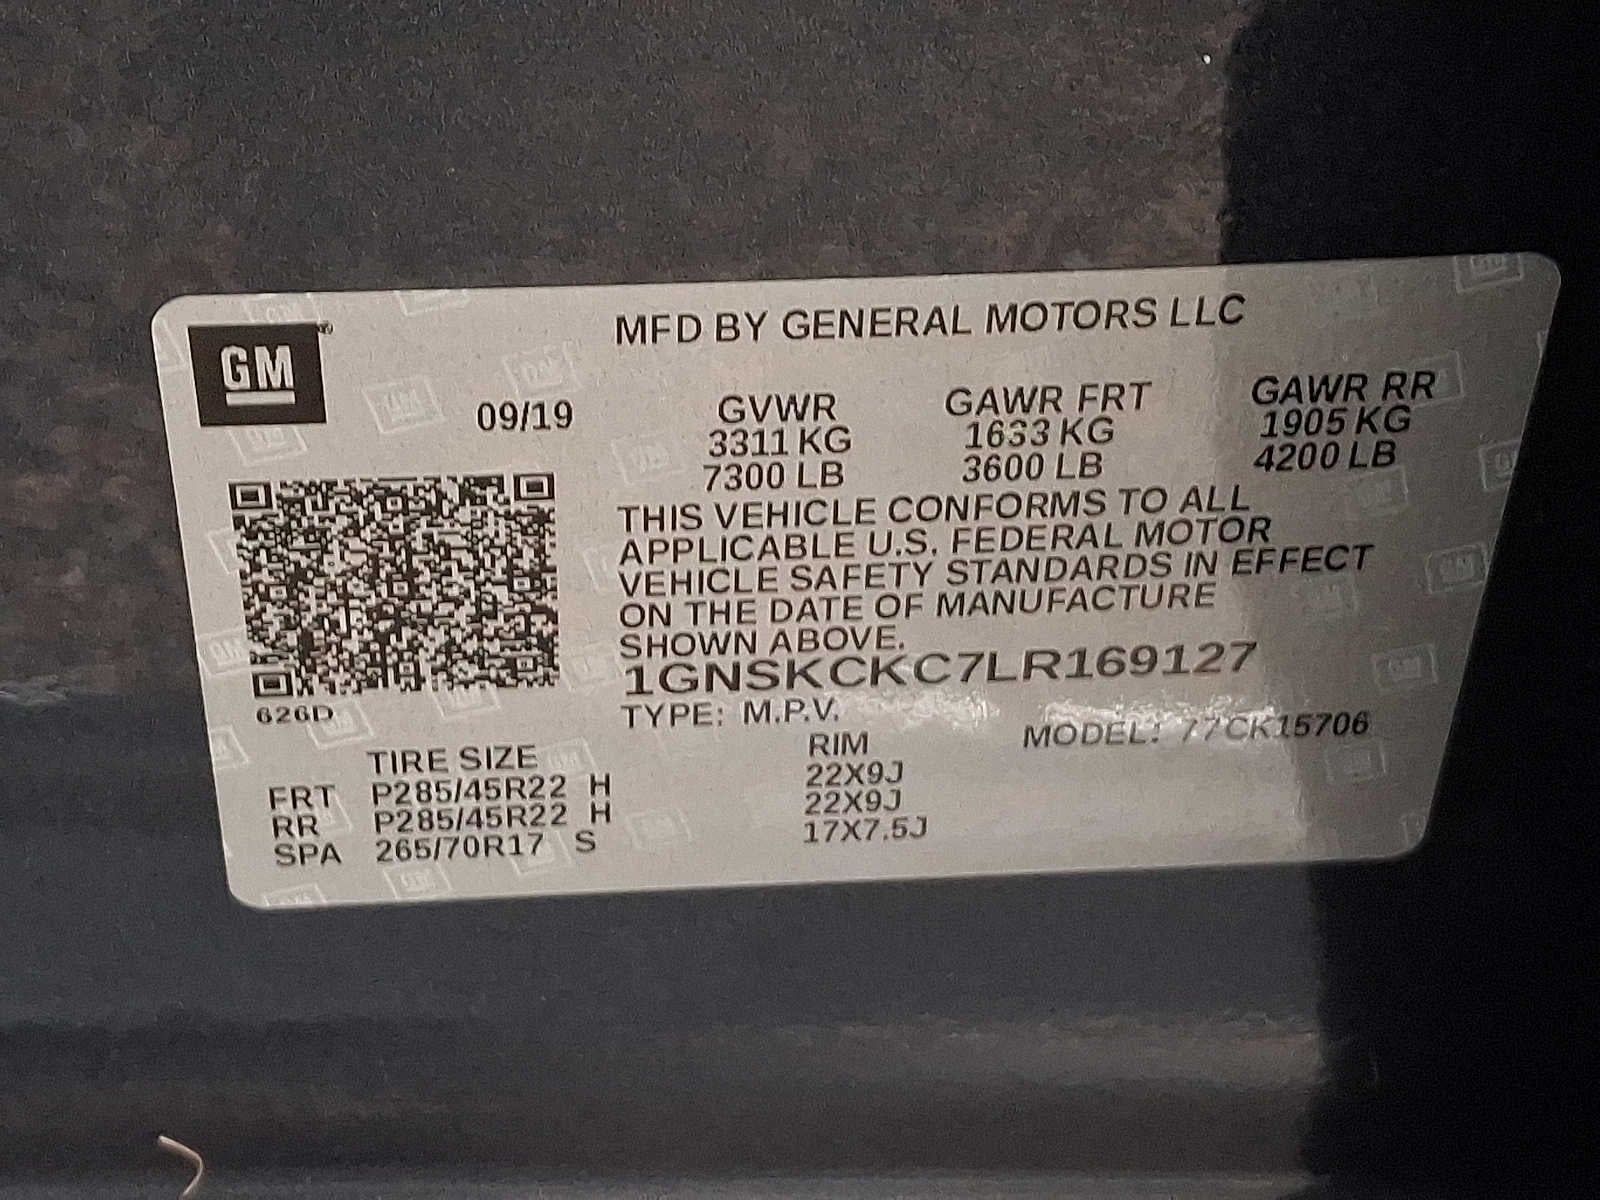 GM
MFD BY GENERAL MOTORS LLC
09/19
GVWR GAWR FRT GAWR RR
3311 KG 1633 KG 1905 KG
7300 LB 3600 LB 4200 LB
THIS VEHICLE CONFORMS TO ALL
APPLICABLE U.S. FEDERAL MOTOR
VEHICLE SAFETY STANDARDS IN EFFECT
ON THE DATE OF MANUFACTURE
SHOWN ABOVE.
1GNSKCKC7LR169127
626D
TYPE: M.P.V. MODEL: 77CK15706
TIRE SIZE RIM
FRT P285/45R22 H 22X9J
RR P285/45R22 H 22X9J
SPA 265/70R17 S 17X7.5J